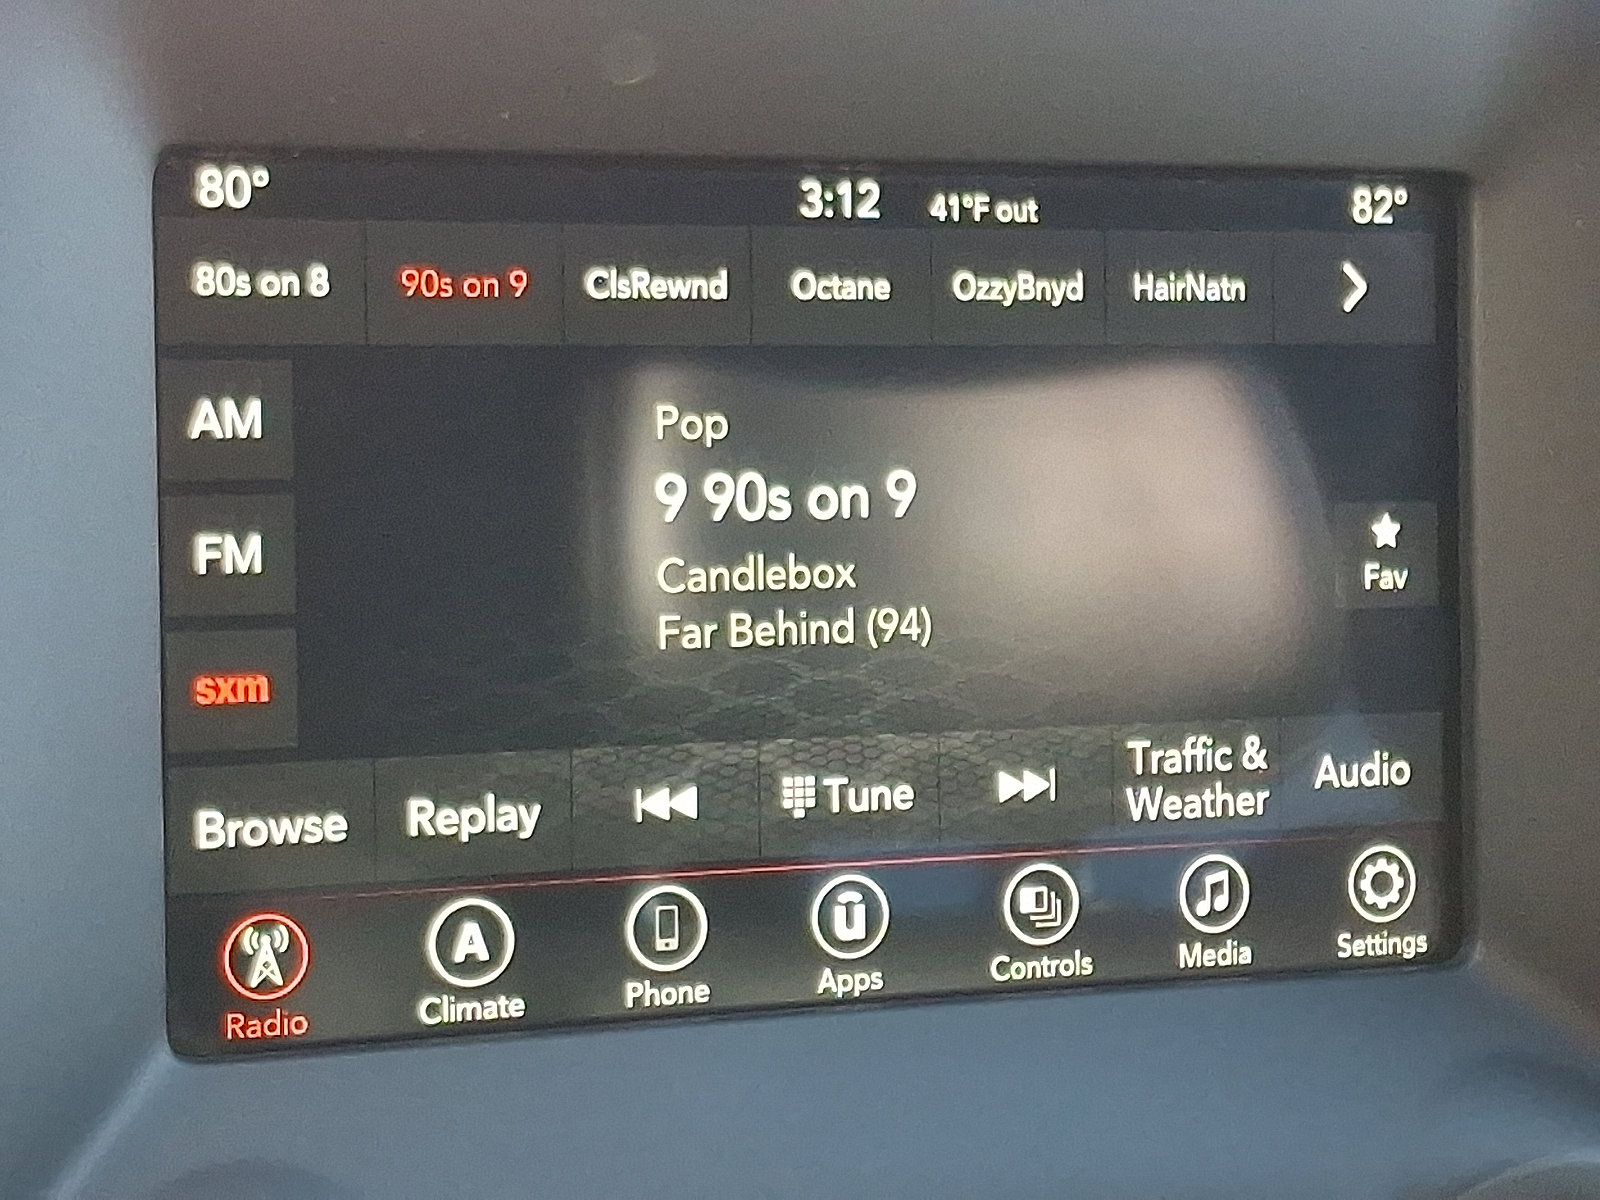 80° 3:12 41°F out 82°
80s on 8 90s on 9 ClsRewnd Octane OzzyBnyd HairNatn
AM
FM
sxm
Pop
9 90s on 9
Candlebox
Far Behind (94)
Fav
Browse Replay Tune Traffic & Weather Audio
A ū
Radio Climate Phone Apps Controls Media Settings